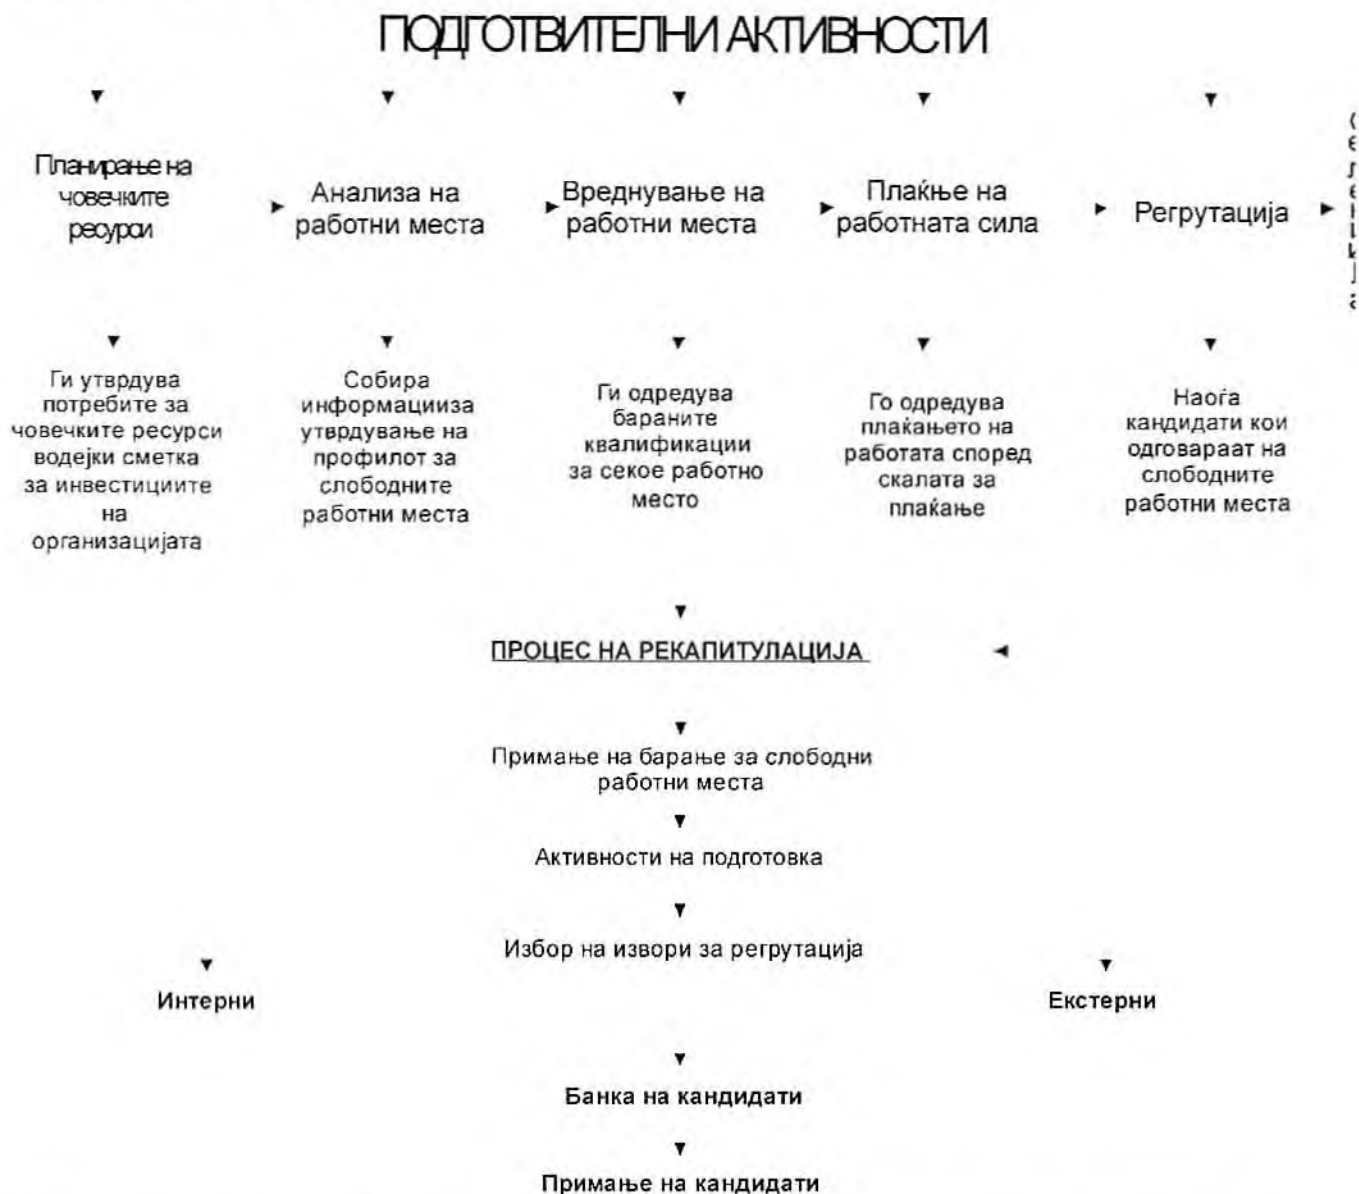 ПОДГОТВИТЕЛНИ АКТИВНОСТИ
Планирање на
човечките
ресурси
Анализа на
работни места
Вреднување на
работни места
Плаќње на
работната сила
Регрутација
Ги утврдува
потребите за
човечките ресурси
водејки сметка
за инвестициите
на
организацијата
Собира
информацииза
утврдување на
профилот за
слободните
работни места
Ги одредува
бараните
квалификации
за секое работно
место
Го одредува
плаќањето на
работата според
скалата за
плаќање
Наоѓа
кандидати кои
одговараат на
слободните
работни места
ПРОЦЕС НА РЕКАПИТУЛАЦИЈА
Примање на барање за слободни
работни места
Активности на подготовка
Избор на извори за регрутација
Интерни
Екстерни
Банка на кандидати
Примање на кандидати